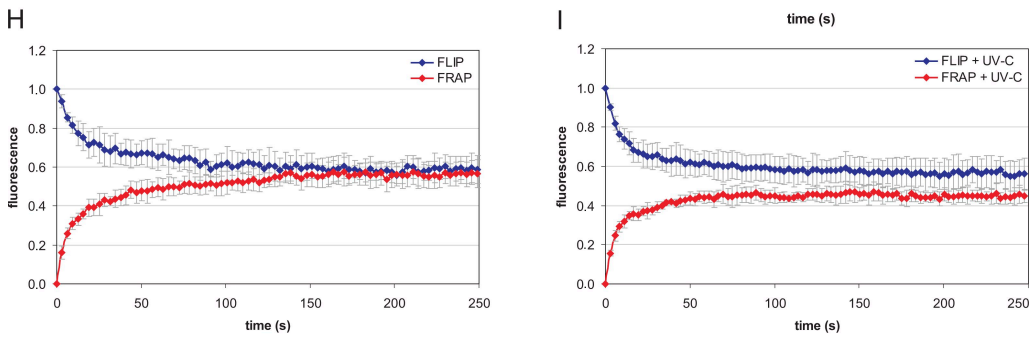 H
1.2
1.0
0.8
0.6
0.4
0.2
0.0
fluorescence
FLIP
FRAP
0 50 100 150 200 250
time (s)
I
time (s)
1.2
1.0
0.8
0.6
0.4
0.2
0.0
fluorescence
FLIP + UV-C
FRAP + UV-C
0 50 100 150 200 250
time (s)